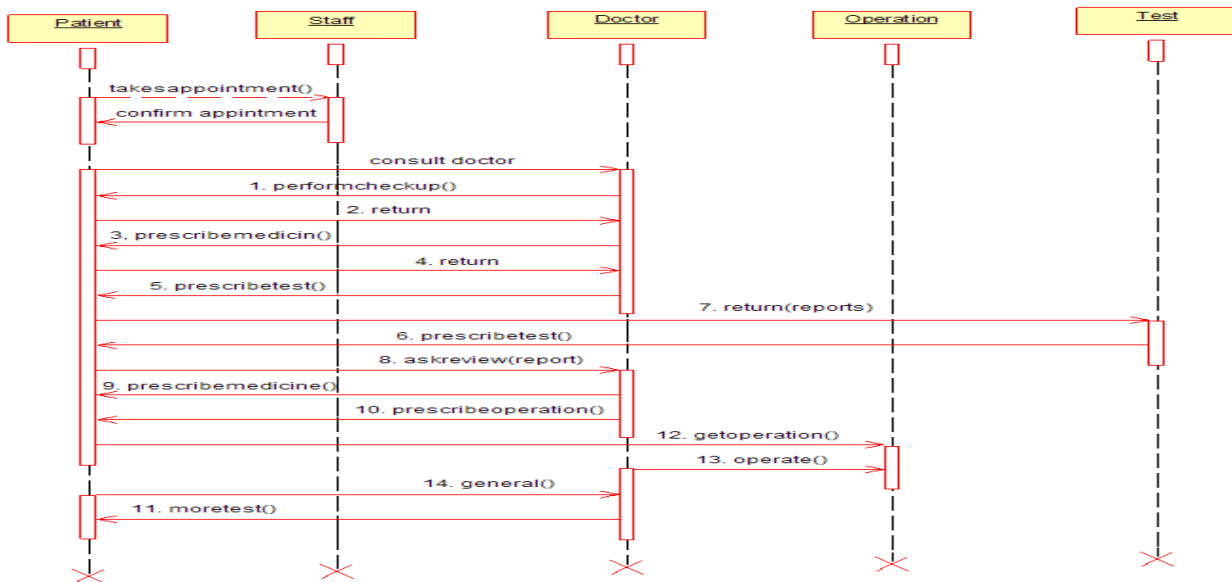 Patient
Staff
Doctor
Operation
Test
takesappointment()
confirm appintment
consult doctor
1. performcheckup()
2. return
3. prescribemedicin()
4. return
5. prescribetest()
7. return(reports)
6. prescribetest()
8. askreview(report)
9. prescribemedicine()
10. prescribeoperation()
12. getoperation()
13. operate()
14. general()
11. moretest()